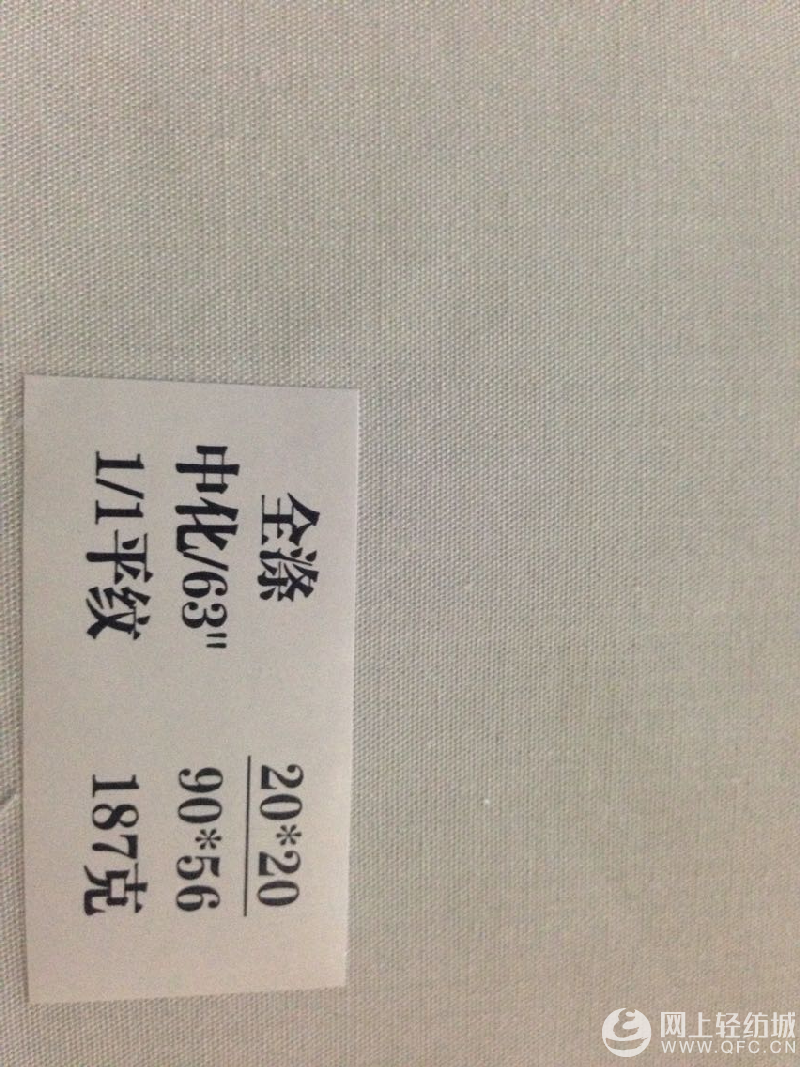 全涤 20*20
中化/63" 90*56
1/1平纹 187克
网上轻纺城
WWW.QFC.CN